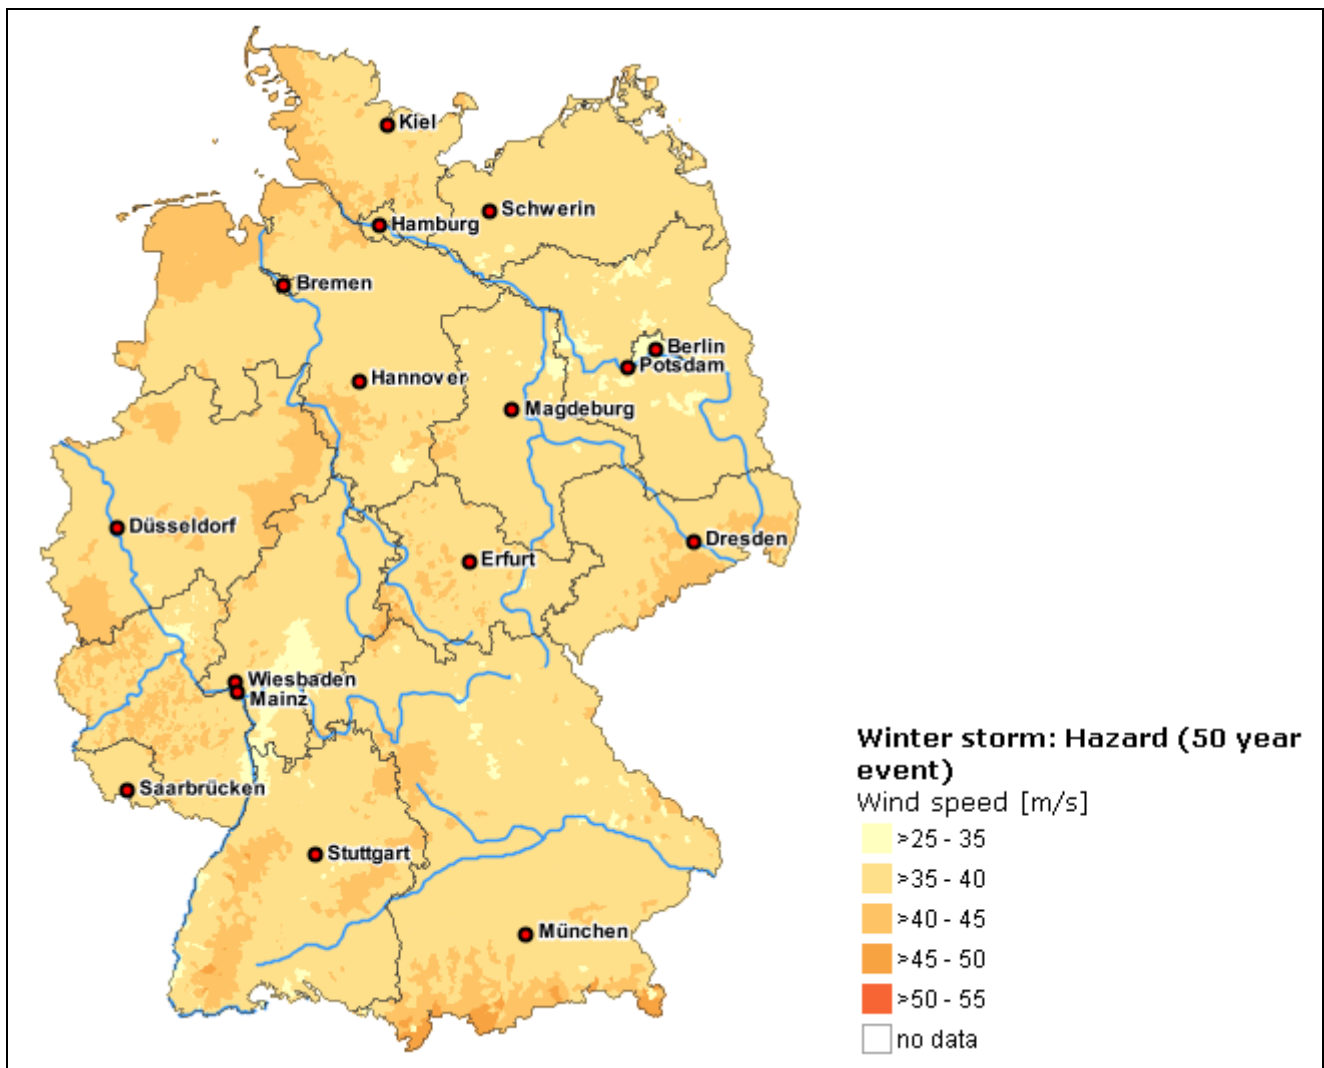 Kiel
Schwerin
Hamburg
Bremen
Berlin
Potsdam
Hannover
Magdeburg
Düsseldorf
Dresden
Erfurt
Wiesbaden
Mainz
Saarbrücken
Stuttgart
München
Winter storm: Hazard (50 year
event)
Wind speed [m/s]
>25 - 35
>35 - 40
>40 - 45
>45 - 50
>50 - 55
no data